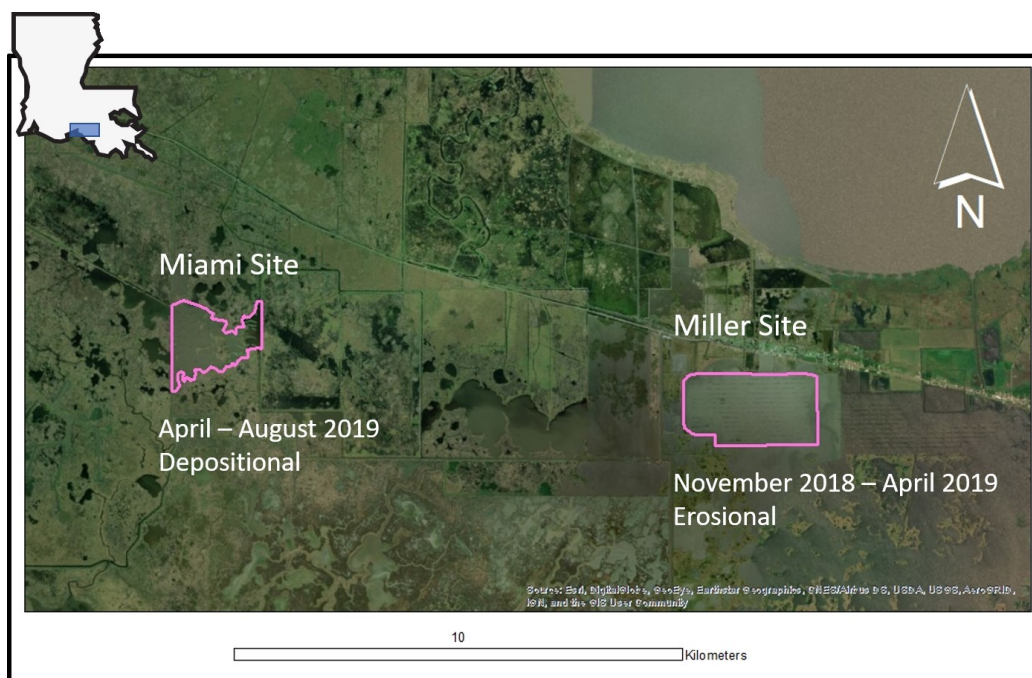 N
Miami Site
Miller Site
April – August 2019
Depositional
November 2018 – April 2019
Erosional
Source: Esri, DigitalGlobe, GeoEye, Earthstar Geographics, CNES/Airbus DS, USDA, USGS, AeroGRID,
IGN, and the GIS User Community
10
Kilometers